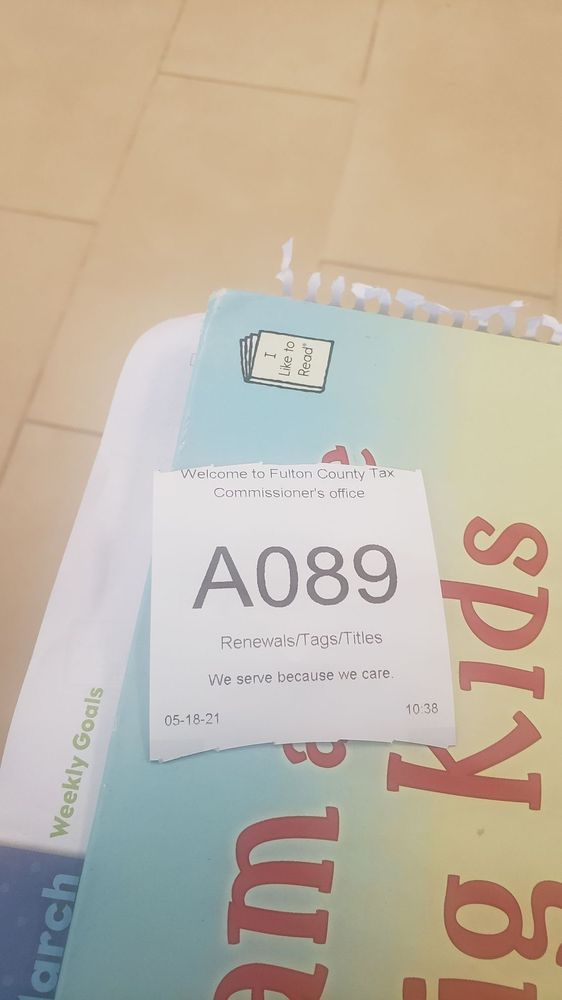 I
Like to
Read®
Welcome to Fulton County Tax
Commissioner's office
A089
Renewals/Tags/Titles
We serve because we care.
05-18-21
10:38
Kids
Weekly Goals